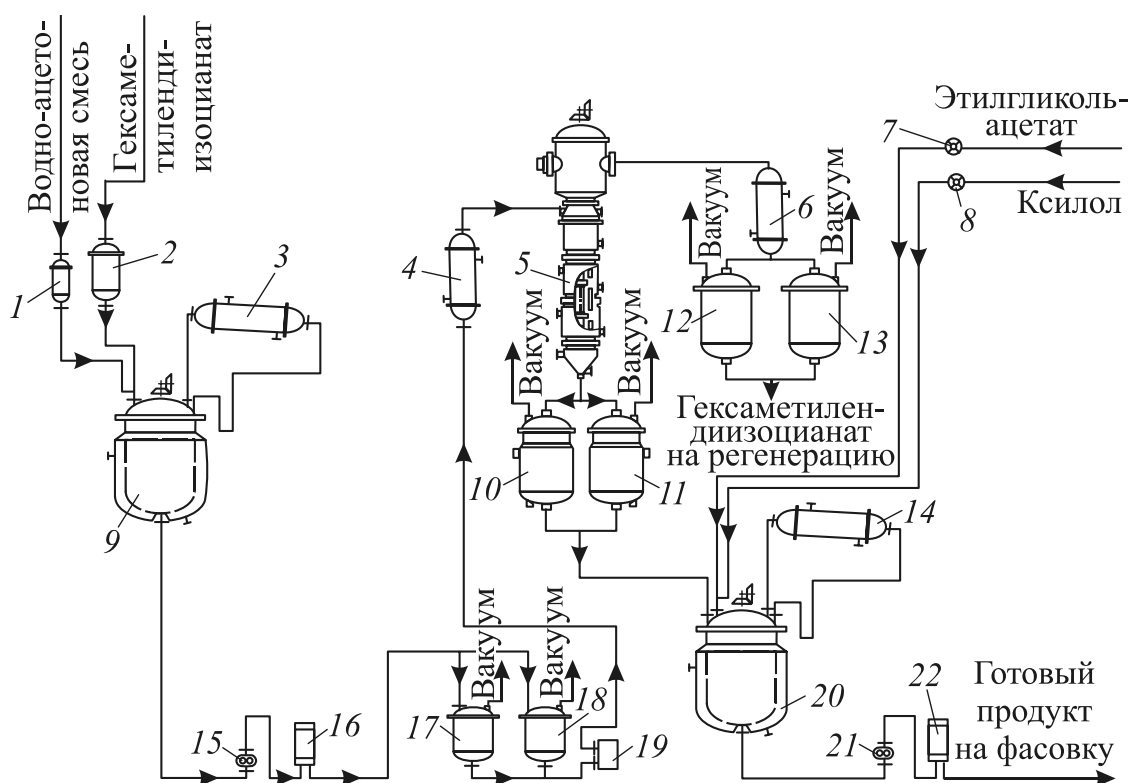 Водно-ацето-
новая смесь
Гексаме-
тиленди-
изоцианат
1
2
3
4
5
6
Вакуум
Вакуум
7
Этилгликоль-
ацетат
8
Ксилол
9
Вакуум
Вакуум
10
11
12
13
Гексаметилен-
диизоцианат
на регенерацию
14
15
16
Вакуум
Вакуум
17
18
19
20
21
22
Готовый
продукт
на фасовку